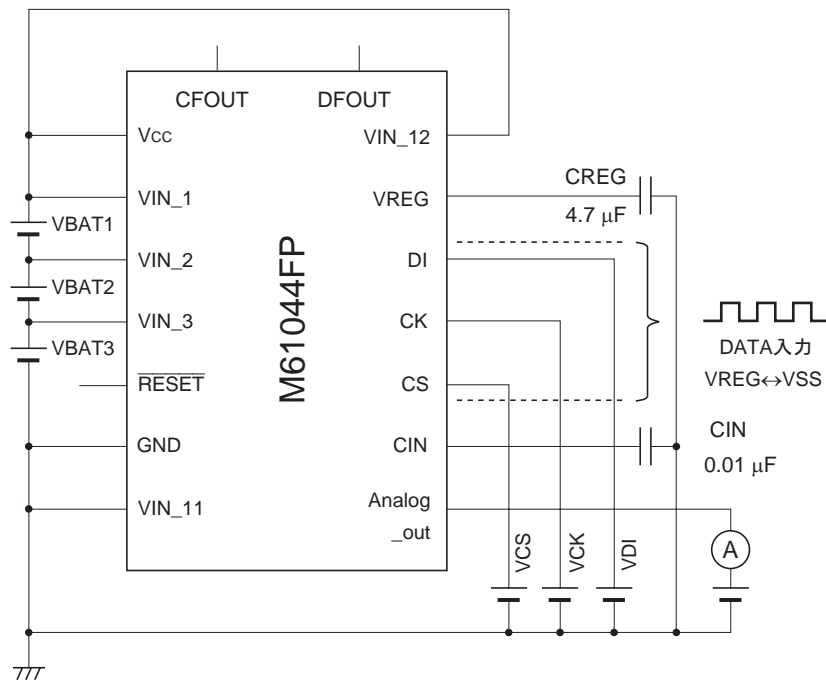 CFOUT
DFOUT
Vcc
VIN_12
VIN_1
VREG
CREG
4.7 μF
VBAT1
VIN_2
DI
VBAT2
VIN_3
CK
VBAT3
M61044FP
DATA入力
VREG↔VSS
RESET
CS
GND
CIN
CIN
0.01 μF
VIN_11
Analog
_out
VCS
VCK
VDI
A